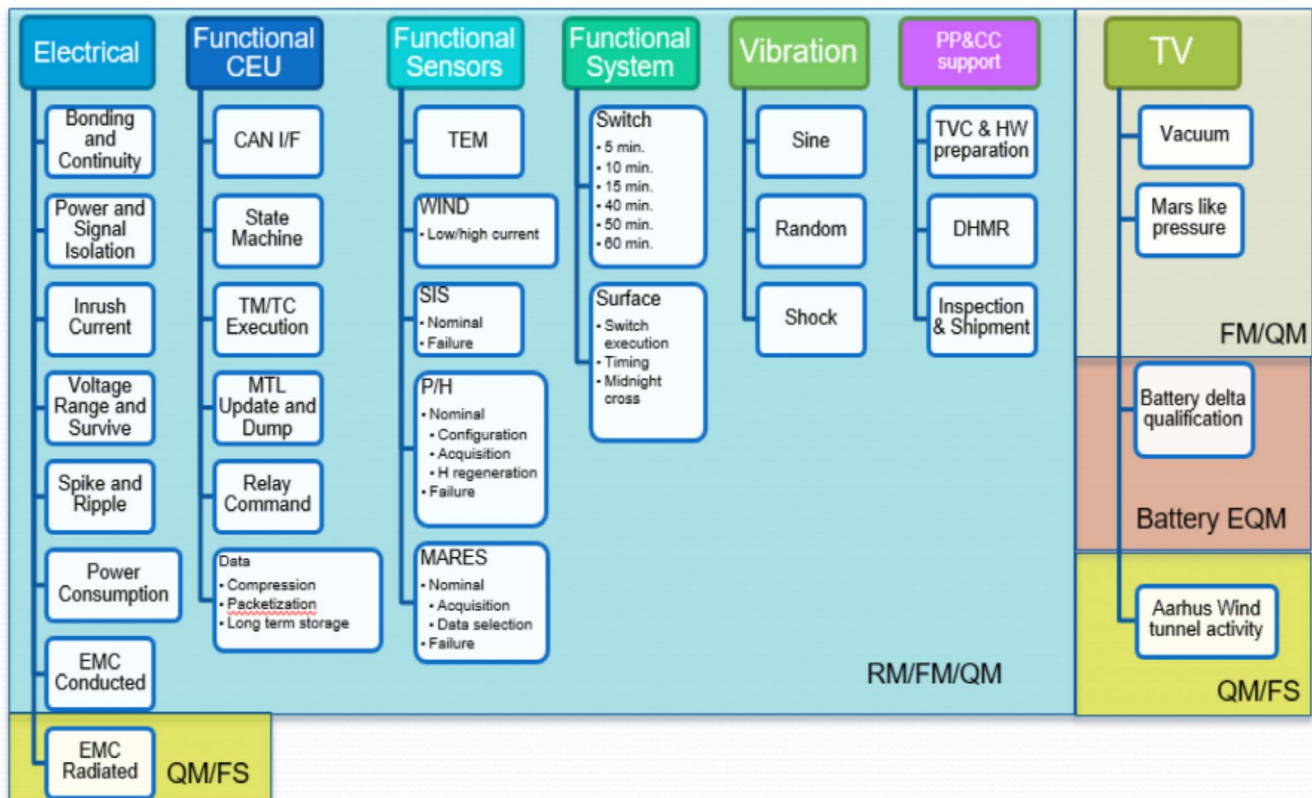 Electrical
Bonding
and
Continuity
Power and
Signal
Isolation
Inrush
Current
Voltage
Range and
Survive
Spike and
Ripple
Power
Consumption
EMC
Conducted
EMC
Radiated
QM/FS
Functional
CEU
CAN I/F
State
Machine
TM/TC
Execution
MTL
Update and
Dump
Relay
Command
Data
• Compression
• Packetization
• Long term storage
Functional
Sensors
TEM
WIND
• Low/high current
SIS
• Nominal
• Failure
P/H
• Nominal
• Configuration
• Acquisition
• H regeneration
• Failure
MARES
• Nominal
• Acquisition
• Data selection
• Failure
Functional
System
Switch
• 5 min.
• 10 min.
• 15 min.
• 40 min.
• 50 min.
• 60 min.
Surface
• Switch
execution
• Timing
• Midnight
cross
Vibration
Sine
Random
Shock
PP&CC
support
TVC & HW
preparation
DHMR
Inspection
& Shipment
RM/FM/QM
TV
Vacuum
Mars like
pressure
FM/QM
Battery delta
qualification
Battery EQM
Aarhus Wind
tunnel activity
QM/FS